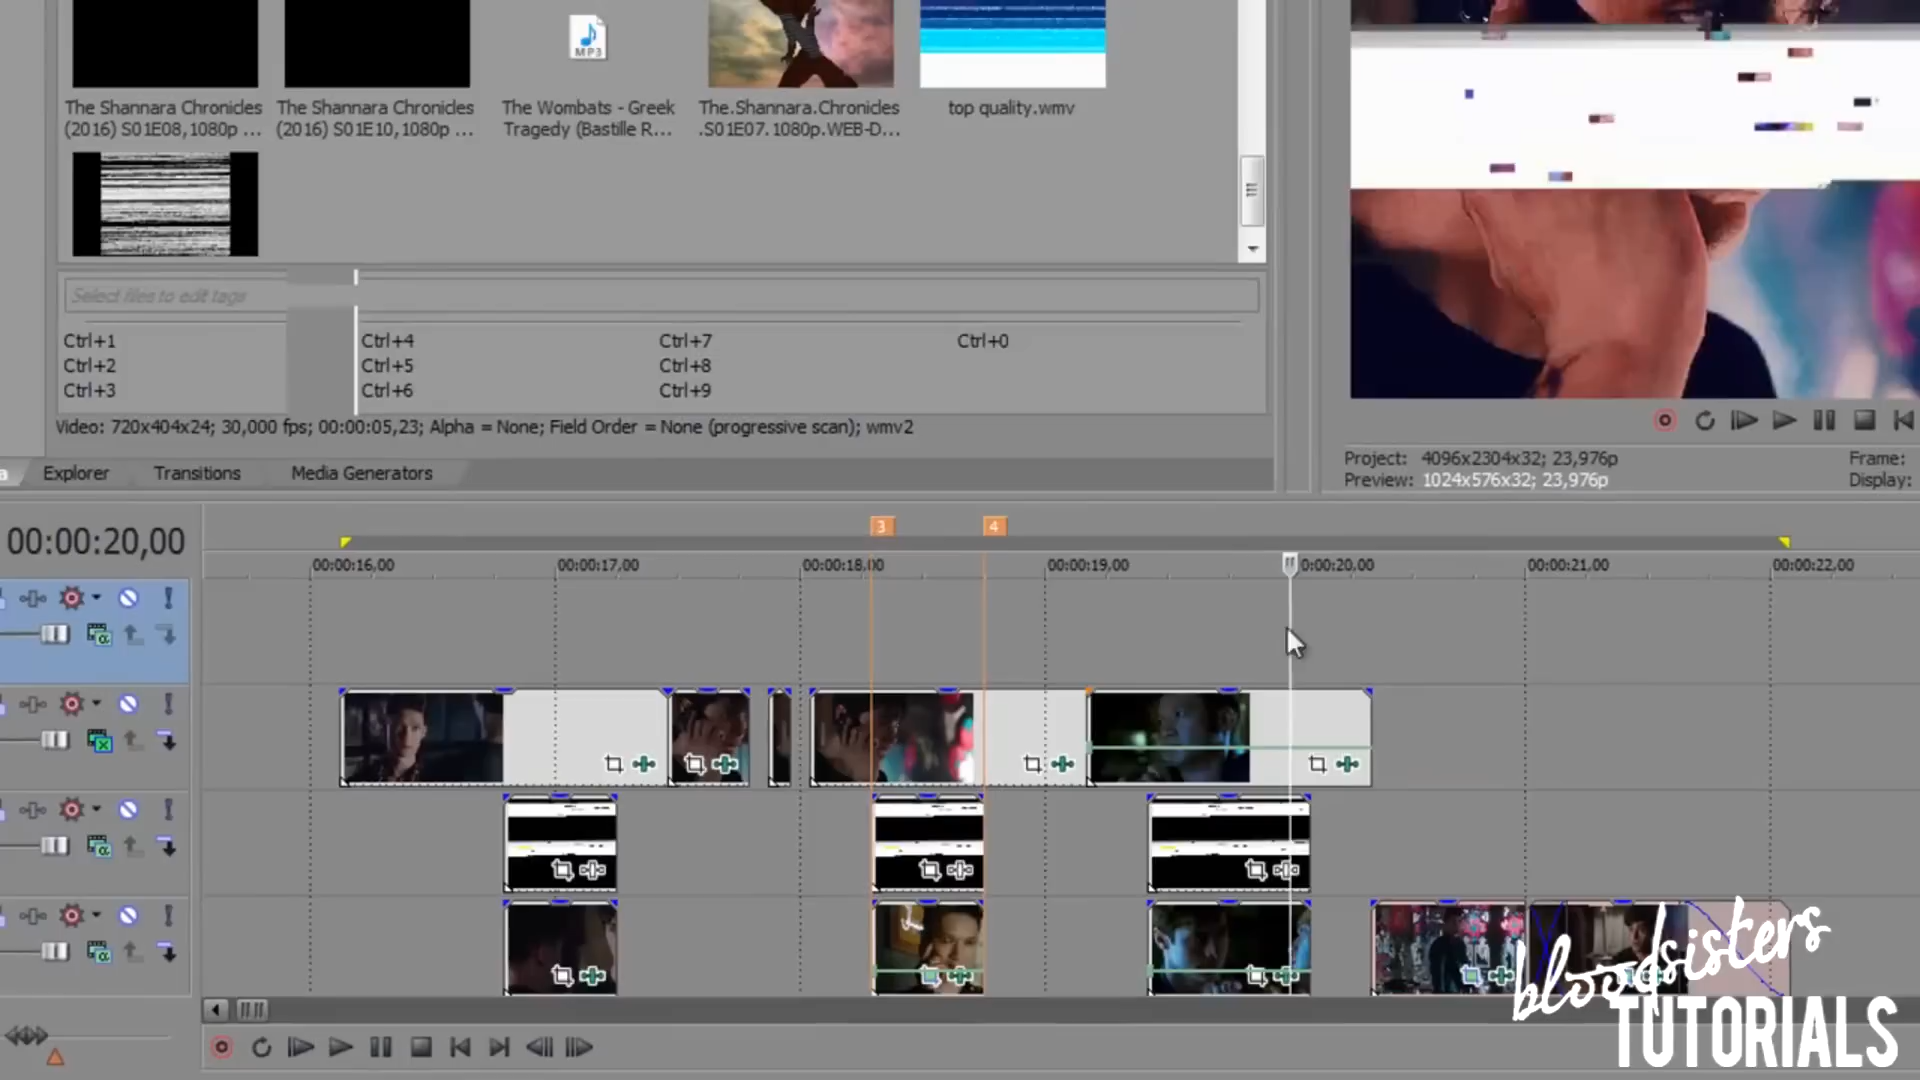 The Shannara Chronicles
(2016) S01E08,1080p ...
The Shannara Chronicles
(2016) S01E10,1080p ...
MP3
The Wombats - Greek
Tragedy (Bastille R...
The.Shannara.Chronicles
.S01E07.1080p.WEB-D...
top quality.wmv
Select files to edit tags
Ctrl+1
Ctrl+2
Ctrl+3
Ctrl+4
Ctrl+5
Ctrl+6
Ctrl+7
Ctrl+8
Ctrl+9
Ctrl+0
Video: 720x404x24; 30,000 fps; 00:00:05,23; Alpha = None; Field Order = None (progressive scan); wmv2
a Explorer Transitions Media Generators
Project: 4096x2304x32; 23,976p
Preview: 1024x576x32; 23,976p
Frame:
Display:
00:00:20,00
3 4
00:00:16,00 00:00:17,00 00:00:18,00 00:00:19,00 0:00:20,00 00:00:21,00 00:00:22,00
bloodsisters
TUTORIALS